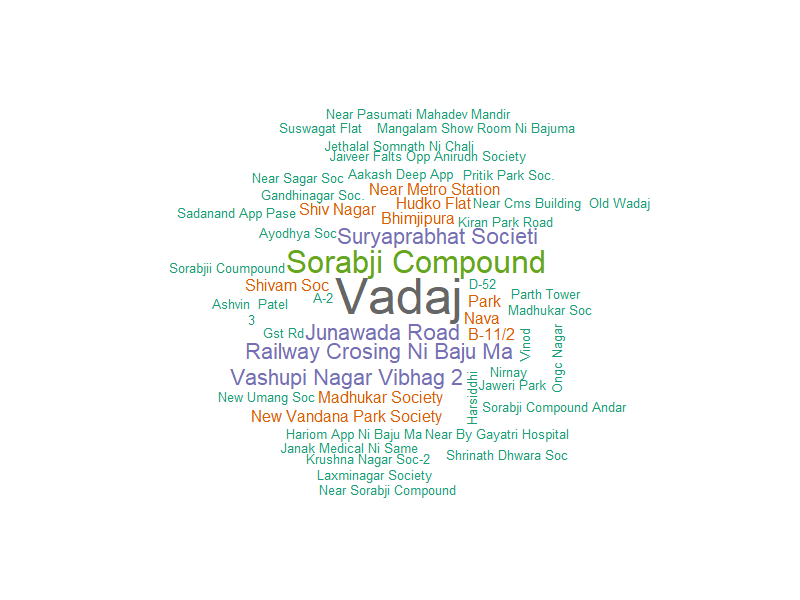 Near Pasumati Mahadev Mandir
Suswagat Flat
Mangalam Show Room Ni Bajuma
Jethalal Somnath Ni Chali
Jaiveer Falts Opp Anirudh Society
Near Sagar Soc
Aakash Deep App
Pritik Park Soc.
Gandhinagar Soc.
Near Metro Station
Sadanand App Pase
Shiv Nagar
Hudko Flat
Near Cms Building
Old Wadaj
Bhimjipura
Kiran Park Road
Ayodhya Soc
Suryaprabhat Societi
Sorabjii Coumpound
Sorabji Compound
Shivam Soc
A-2
Vadaj
D-52
Park
Parth Tower
Ashvin Patel
Madhukar Soc
3
Nava
Gst Rd
Junawada Road
B-11/2
Vinod
Ongc Nagar
Railway Crosing Ni Baju Ma
Vashupi Nagar Vibhag 2
Harsiddhi
Nirnay
Jaweri Park
New Umang Soc
Madhukar Society
Sorabji Compound Andar
New Vandana Park Society
Hariom App Ni Baju Ma
Near By Gayatri Hospital
Janak Medical Ni Same
Krushna Nagar Soc-2
Shrinath Dhwara Soc
Laxminagar Society
Near Sorabji Compound